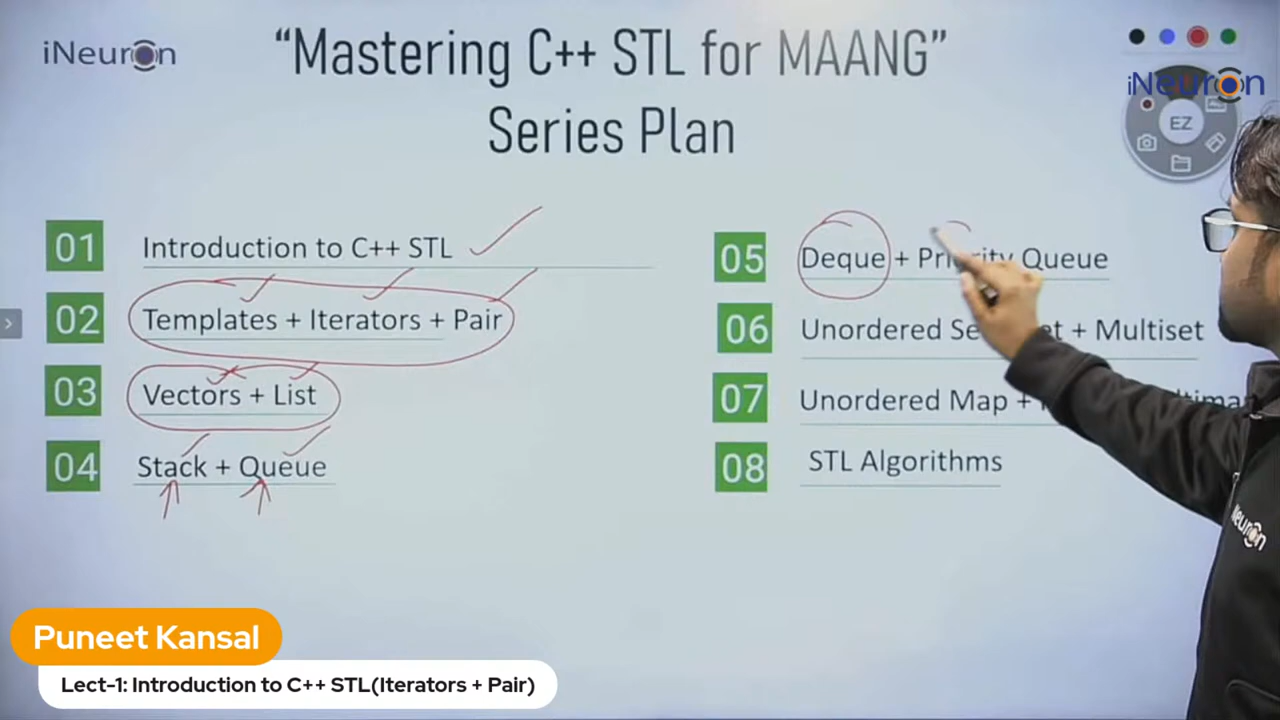 iNeuron
"Mastering C++ STL for MAANG"
Series Plan
iNeuron
EZ
01 Introduction to C++ STL
02 Templates + Iterators + Pair
03 Vectors + List
04 Stack + Queue
05 Deque + Priority Queue
06 Unordered + Multiset
07 Unordered Map +
08 STL Algorithms
iNeuron
Puneet Kansal
Lect-1: Introduction to C++ STL(Iterators + Pair)